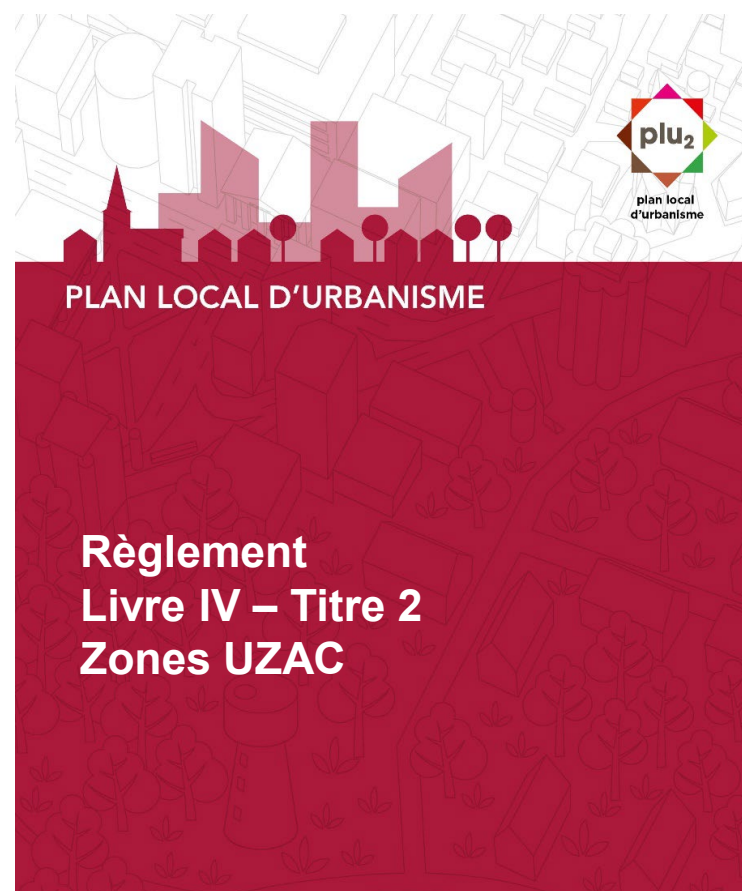 plu₂
plan local
d'urbanisme
PLAN LOCAL D'URBANISME
Règlement
Livre IV – Titre 2
Zones UZAC